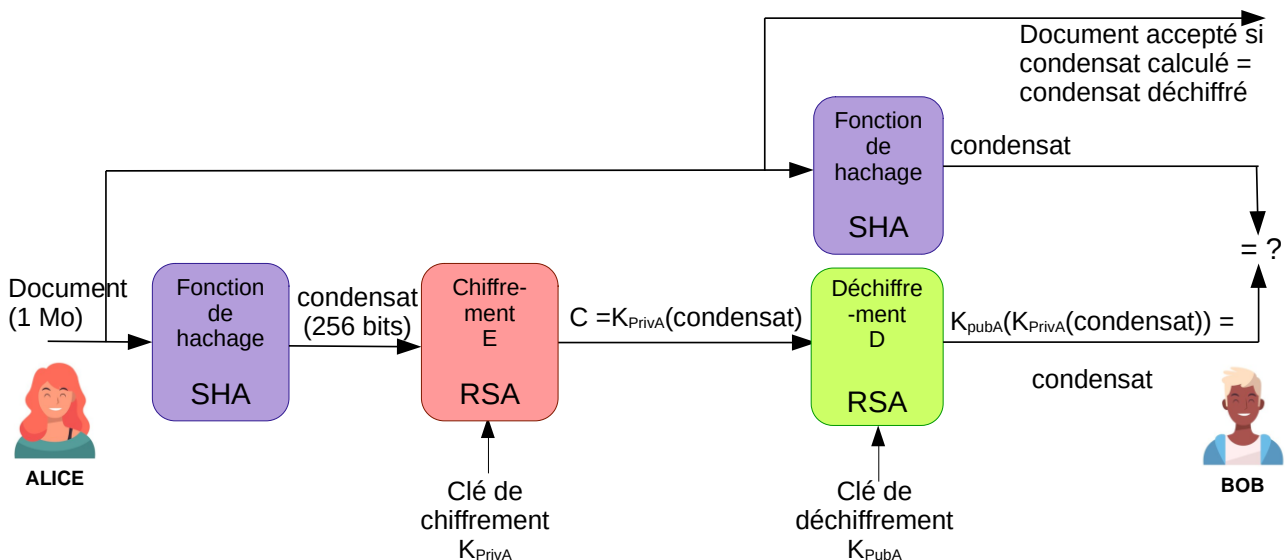 Document accepté si
condensat calculé =
condensat déchiffré
Fonction
de
hachage
SHA
condensat
= ?
Document
(1 Mo)
Fonction
de
hachage
SHA
condensat
(256 bits)
Chiffre-
ment
E
RSA
C =KPrivA(condensat)
Déchiffre
-ment
D
RSA
KpubA(KPrivA(condensat)) =
condensat
ALICE
BOB
Clé de
chiffrement
KPrivA
Clé de
déchiffrement
KPubA